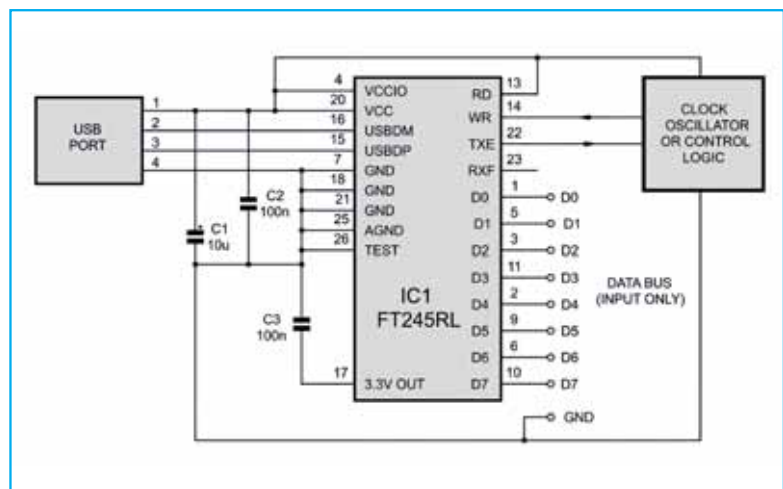 USB
PORT
1
2
3
4
C1
10u
C2
100n
C3
100n
4
20
16
15
7
18
21
25
26
17
VCCIO
VCC
USBDM
USBDP
GND
GND
GND
AGND
TEST
3.3V OUT
IC1
FT245RL
RD
WR
TXE
RXF
D0
D1
D2
D3
D4
D5
D6
D7
13
14
22
23
1
5
3
11
2
9
6
10
D0
D1
D2
D3
D4
D5
D6
D7
GND
DATA BUS
(INPUT ONLY)
CLOCK
OSCILLATOR
OR CONTROL
LOGIC